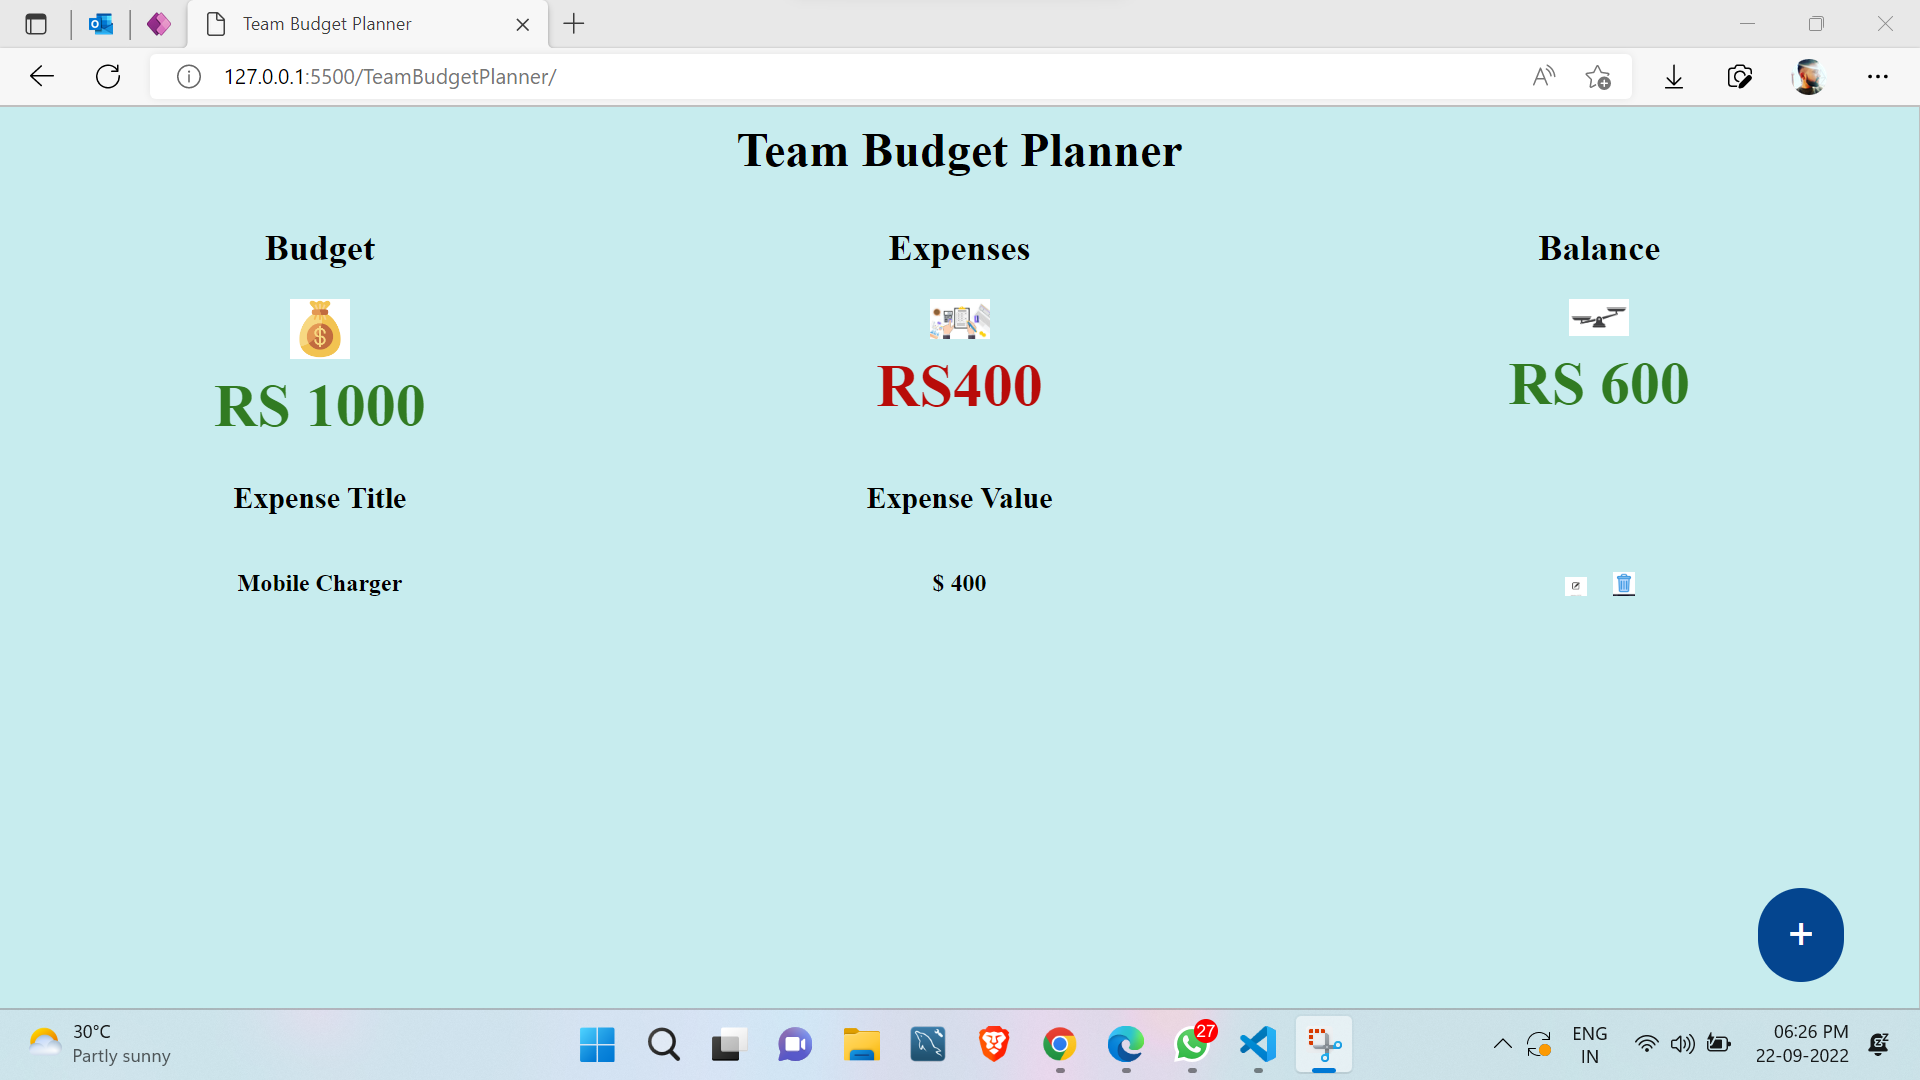 Team Budget Planner
127.0.0.1:5500/TeamBudgetPlanner/
Team Budget Planner
Budget
Expenses
Balance
RS 1000
RS400
RS 600
Expense Title
Expense Value
Mobile Charger
$ 400
+
30°C
Partly sunny
27
ENG
IN
06:26 PM
22-09-2022